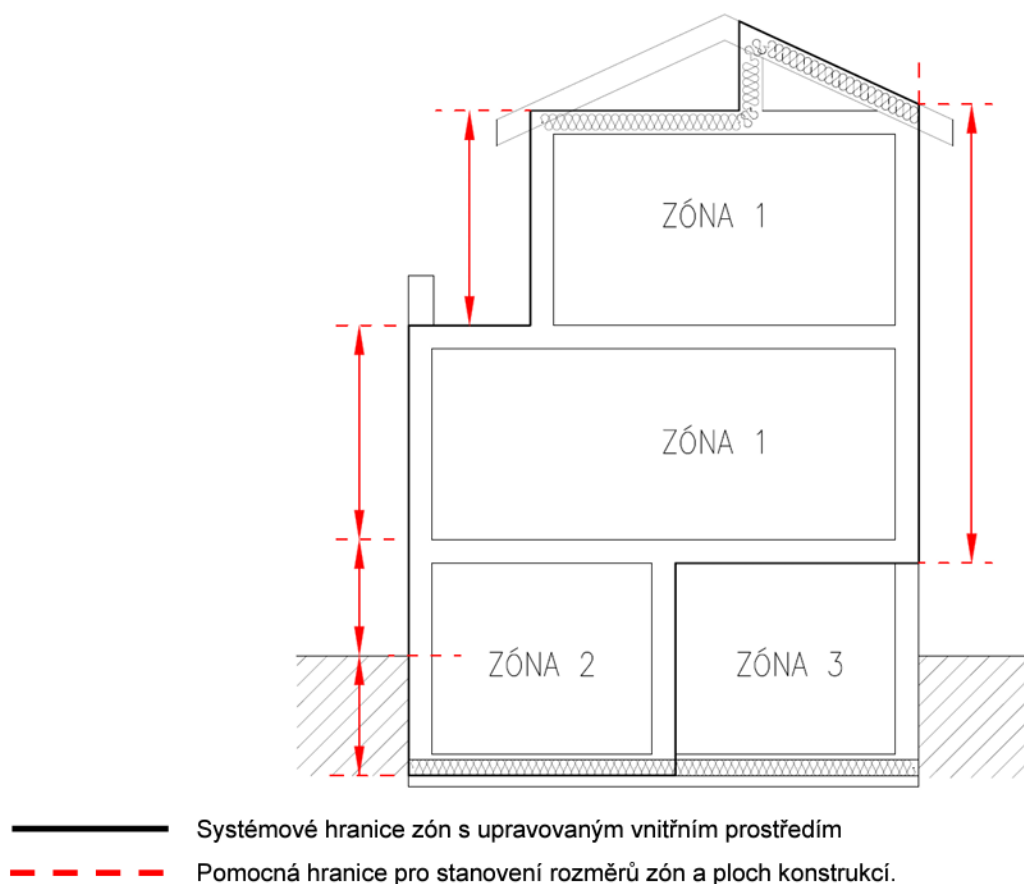 ZÓNA 1
ZÓNA 1
ZÓNA 2
ZÓNA 3
Systémové hranice zón s upravovaným vnitřním prostředím
Pomocná hranice pro stanovení rozměrů zón a ploch konstrukcí.